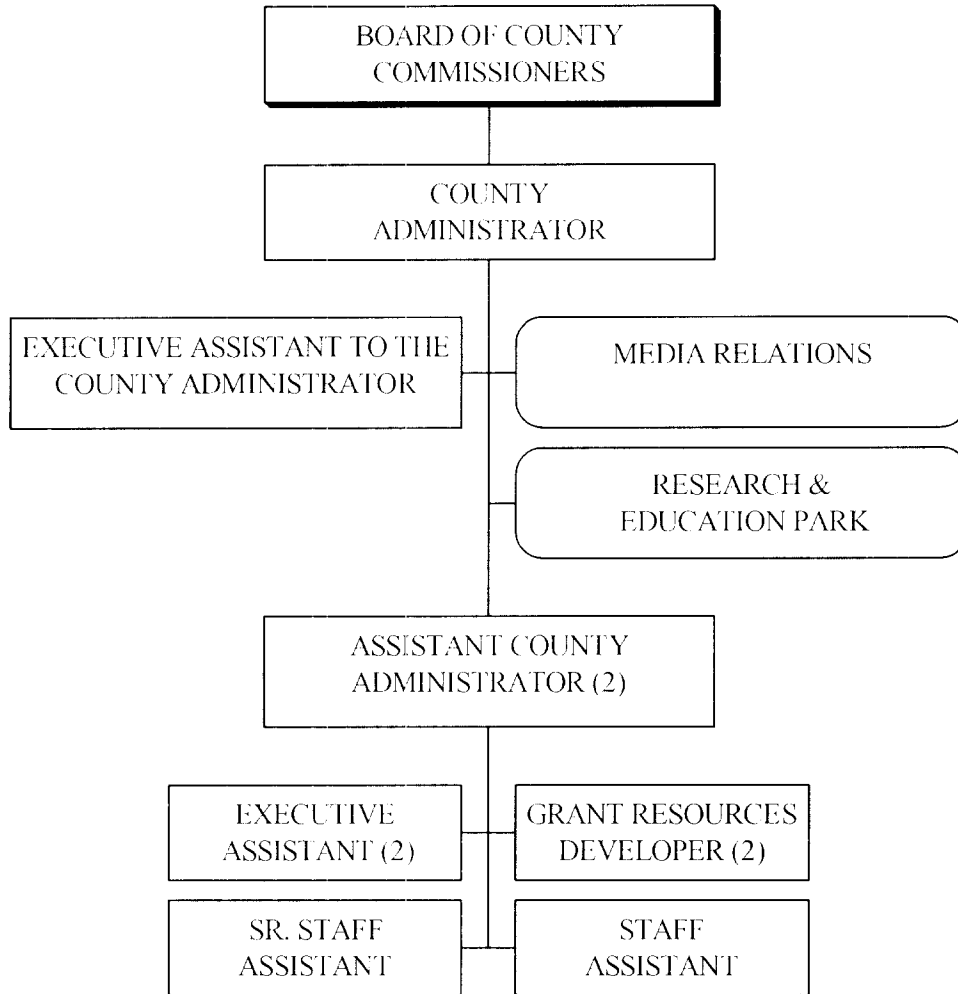 BOARD OF COUNTY
COMMISSIONERS
COUNTY
ADMINISTRATOR
EXECUTIVE ASSISTANT TO THE
COUNTY ADMINISTRATOR
MEDIA RELATIONS
RESEARCH &
EDUCATION PARK
ASSISTANT COUNTY
ADMINISTRATOR (2)
EXECUTIVE
ASSISTANT (2)
GRANT RESOURCES
DEVELOPER (2)
SR. STAFF
ASSISTANT
STAFF
ASSISTANT